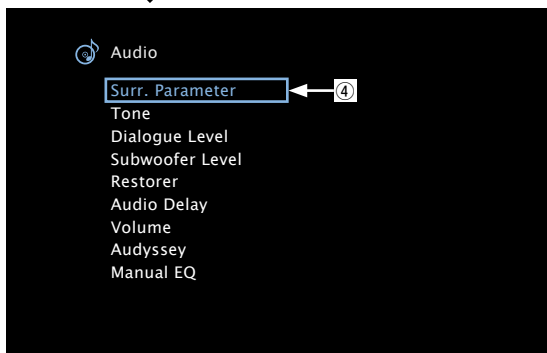 Audio
Surr. Parameter
④
Tone
Dialogue Level
Subwoofer Level
Restorer
Audio Delay
Volume
Audyssey
Manual EQ